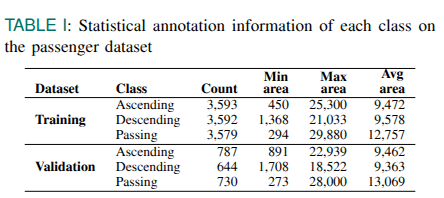 TABLE I: Statistical annotation information of each class on
the passenger dataset
Dataset Class Count Min area Max area Avg area
Ascending 3,593 450 25,300 9,472
Training Descending 3,592 1,368 21,033 9,578
Passing 3,579 294 29,880 12,757
Ascending 787 891 22,939 9,462
Validation Descending 644 1,708 18,522 9,363
Passing 730 273 28,000 13,069